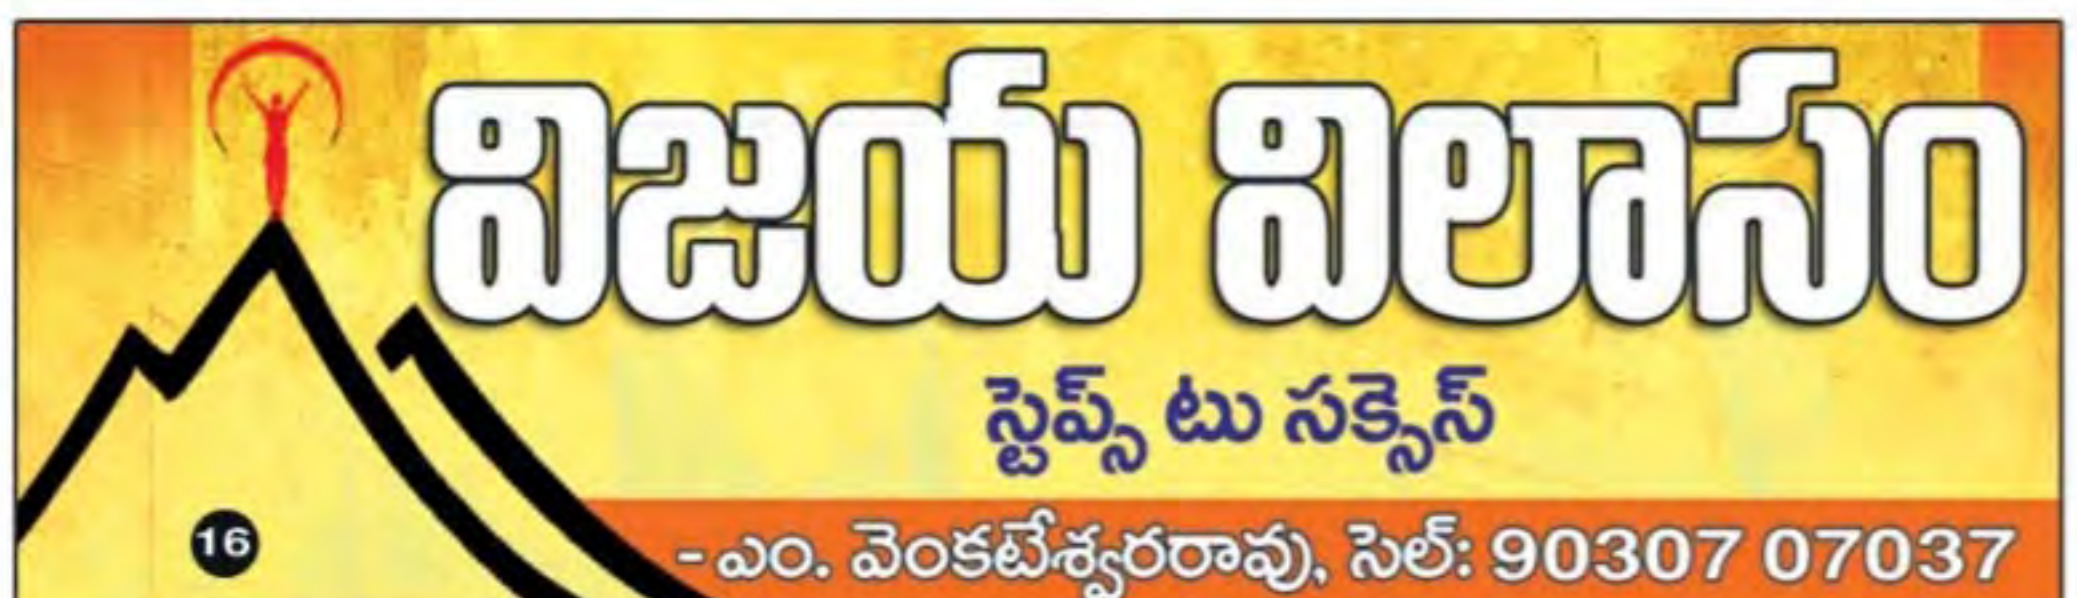 విజయ విలాసం
స్టెప్స్ టు సక్సెస్
16
- ఎం. వెంకటేశ్వరరావు, సెల్: 90307 07037